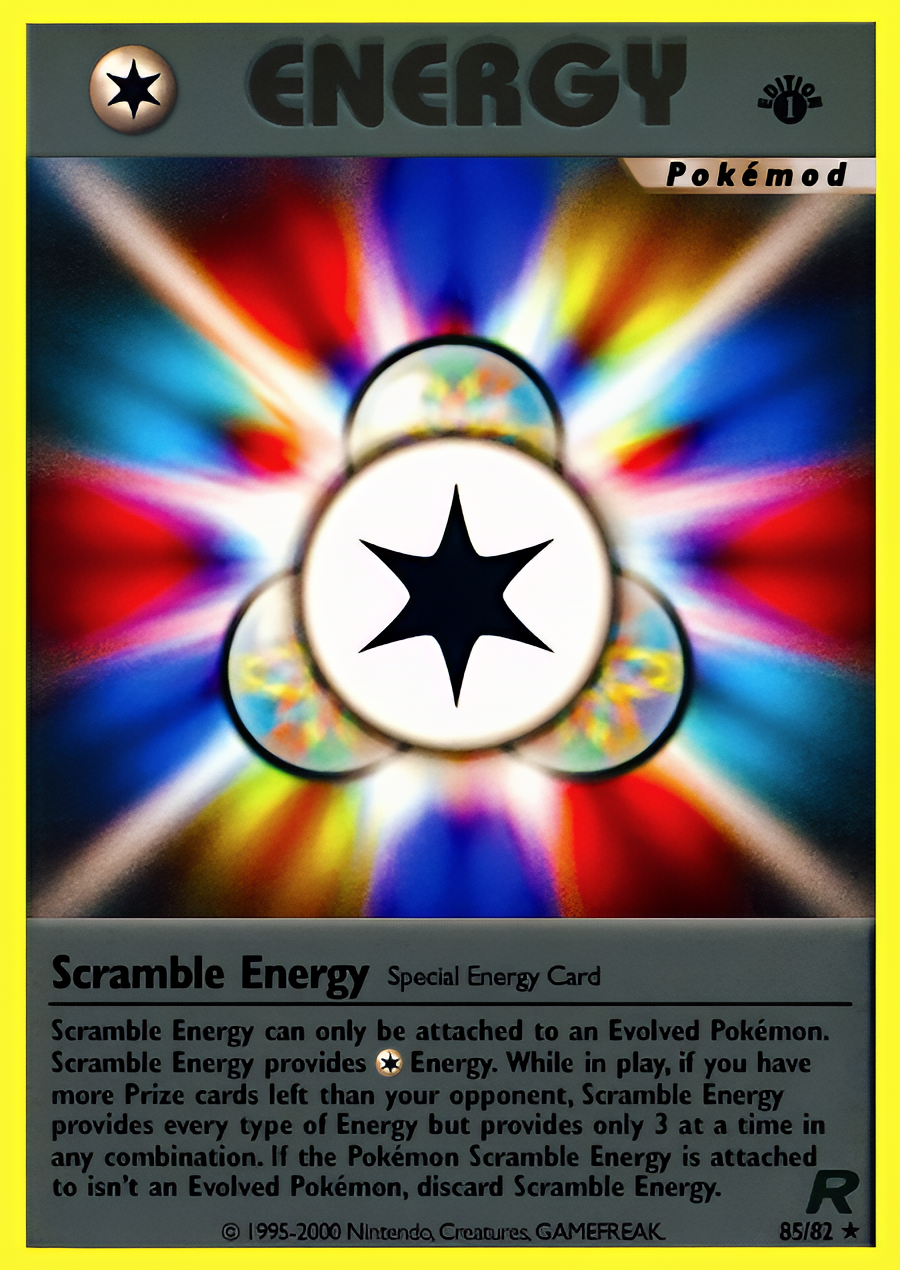 ENERGY
EDITION
1
Pokémod
Scramble Energy Special Energy Card
Scramble Energy can only be attached to an Evolved Pokémon.
Scramble Energy provides Energy. While in play, if you have
more Prize cards left than your opponent, Scramble Energy
provides every type of Energy but provides only 3 at a time in
any combination. If the Pokémon Scramble Energy is attached
to isn't an Evolved Pokémon, discard Scramble Energy.
R
© 1995-2000 Nintendo, Creatures, GAMEFREAK.
85/82 ★